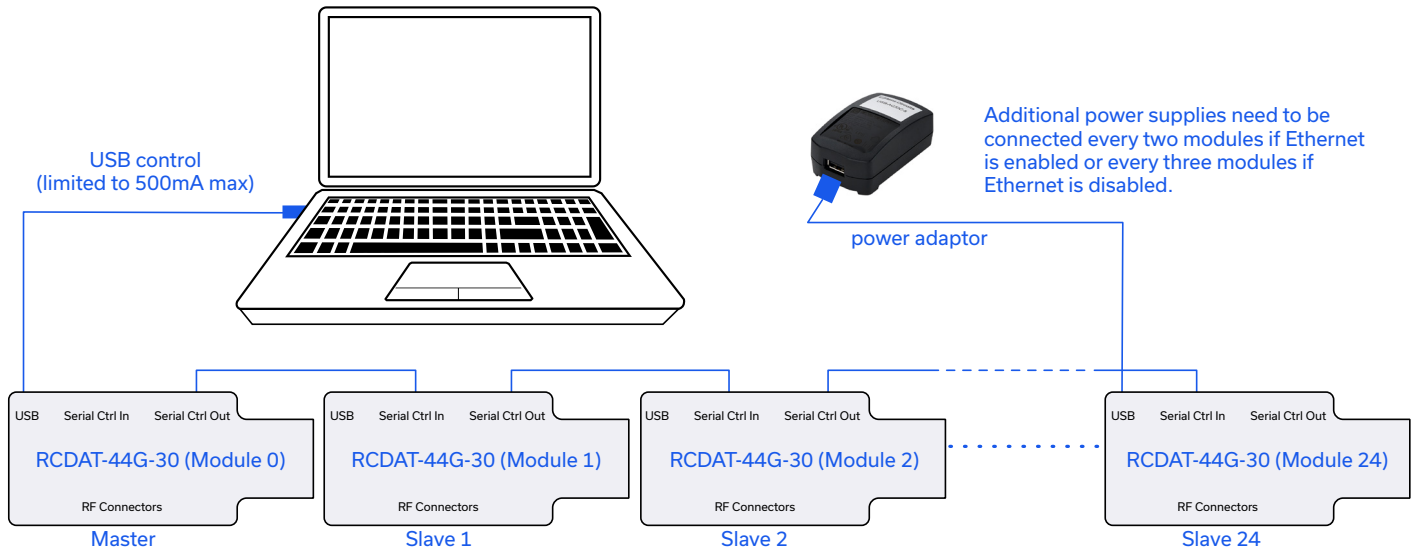 USB control
(limited to 500mA max)
Additional power supplies need to be
connected every two modules if Ethernet
is enabled or every three modules if
Ethernet is disabled.
power adaptor
USB Serial Ctrl In Serial Ctrl Out
RCDAT-44G-30 (Module 0)
RF Connectors
Master
USB Serial Ctrl In Serial Ctrl Out
RCDAT-44G-30 (Module 1)
RF Connectors
Slave 1
USB Serial Ctrl In Serial Ctrl Out
RCDAT-44G-30 (Module 2)
RF Connectors
Slave 2
USB Serial Ctrl In Serial Ctrl Out
RCDAT-44G-30 (Module 24)
RF Connectors
Slave 24